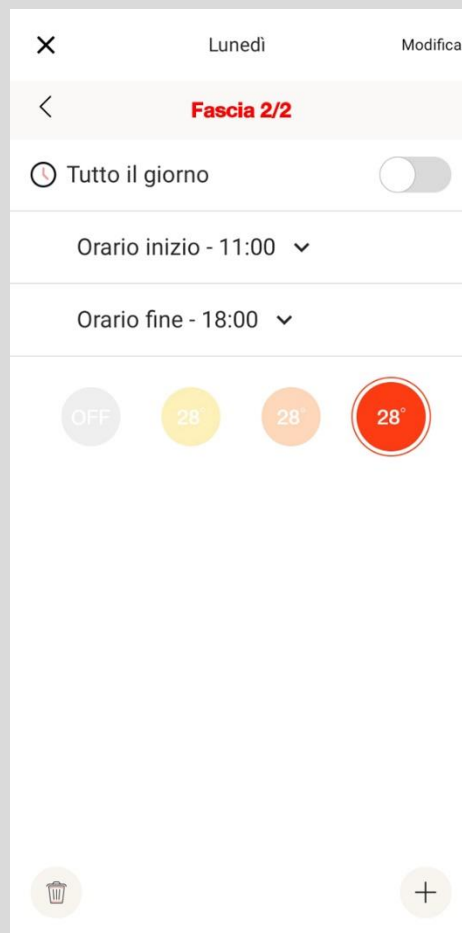 Lunedì
Modifica
Fascia 2/2
Tutto il giorno
Orario inizio - 11:00
Orario fine - 18:00
OFF 28° 28° 28°